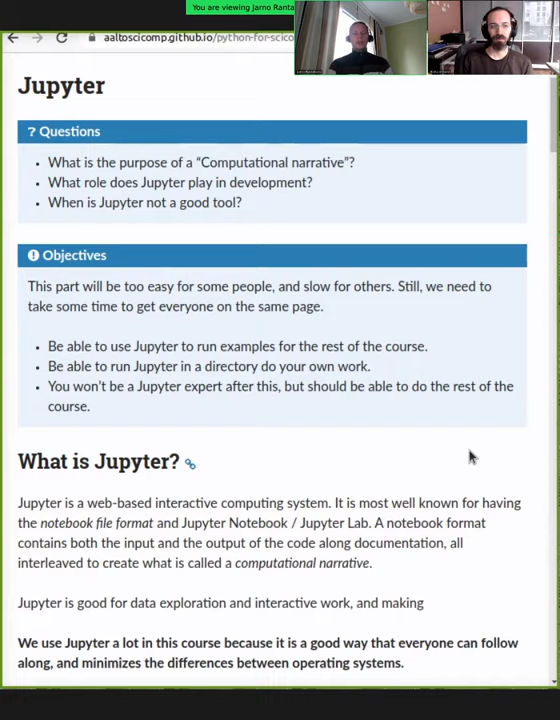 You are viewing Jarno Ranta
aaltoscicomp.github.io/python-for-scico
Jupyter
? Questions
• What is the purpose of a “Computational narrative”?
• What role does Jupyter play in development?
• When is Jupyter not a good tool?
! Objectives
This part will be too easy for some people, and slow for others. Still, we need to
take some time to get everyone on the same page.
• Be able to use Jupyter to run examples for the rest of the course.
• Be able to run Jupyter in a directory do your own work.
• You won’t be a Jupyter expert after this, but should be able to do the rest of the
course.
What is Jupyter?
Jupyter is a web-based interactive computing system. It is most well known for having
the notebook file format and Jupyter Notebook / Jupyter Lab. A notebook format
contains both the input and the output of the code along documentation, all
interleaved to create what is called a computational narrative.
Jupyter is good for data exploration and interactive work, and making
We use Jupyter a lot in this course because it is a good way that everyone can follow
along, and minimizes the differences between operating systems.